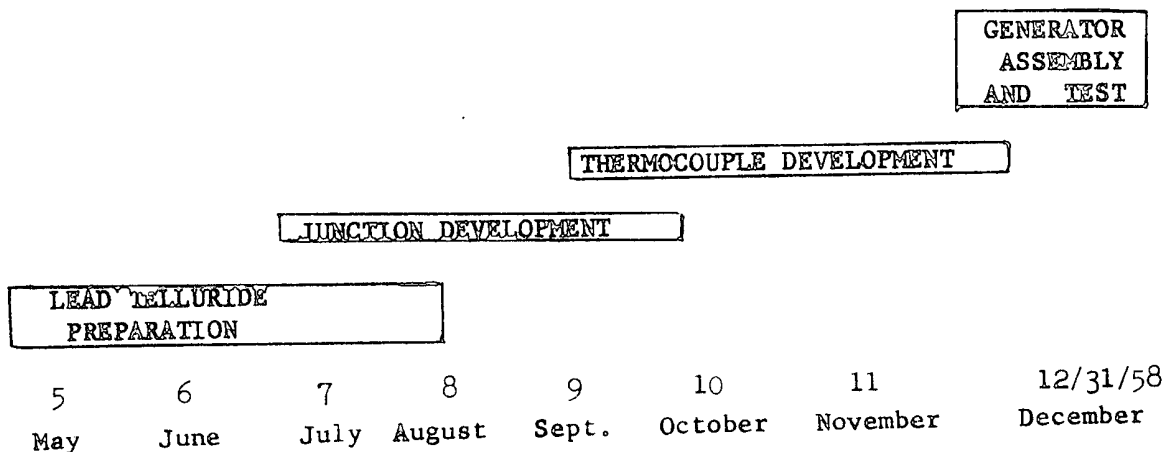 GENERATOR
ASSEMBLY
AND TEST
THERMOCOUPLE DEVELOPMENT
JUNCTION DEVELOPMENT
LEAD TELLURIDE
PREPARATION
5 6 7 8 9 10 11 12/31/58
May June July August Sept. October November December